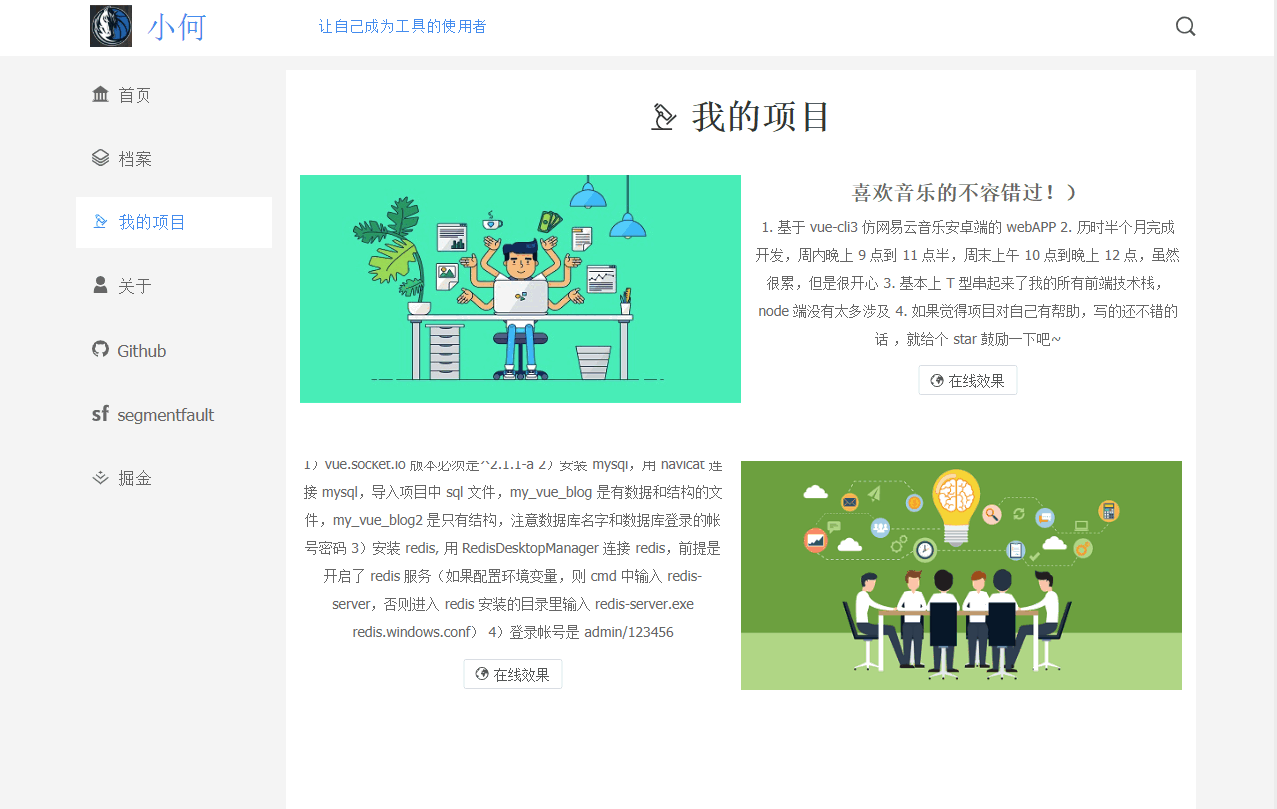 小何
让自己成为工具的使用者
首页
档案
我的项目
关于
Github
sf segmentfault
掘金
我的项目
喜欢音乐的不容错过！）
1. 基于 vue-cli3 仿网易云音乐安卓端的 webAPP 2. 历时半个月完成
开发，周内晚上 9 点到 11 点半，周末上午 10 点到晚上 12 点，虽然
很累，但是很开心 3. 基本上 T 型串起来了我的所有前端技术栈，
node 端没有太多涉及 4. 如果觉得项目对自己有帮助，写的还不错的
话 ，就给个 star 鼓励一下吧~
在线效果
1）vue.socket.io 版本必须是^2.1.1-a 2）安装 mysql，用 navicat 连
接 mysql，导入项目中 sql 文件，my_vue_blog 是有数据和结构的文
件，my_vue_blog2 是只有结构，注意数据库名字和数据库登录的帐
号密码 3）安装 redis, 用 RedisDesktopManager 连接 redis，前提是
开启了 redis 服务（如果配置环境变量，则 cmd 中输入 redis-
server，否则进入 redis 安装的目录里输入 redis-server.exe
redis.windows.conf） 4）登录帐号是 admin/123456
在线效果